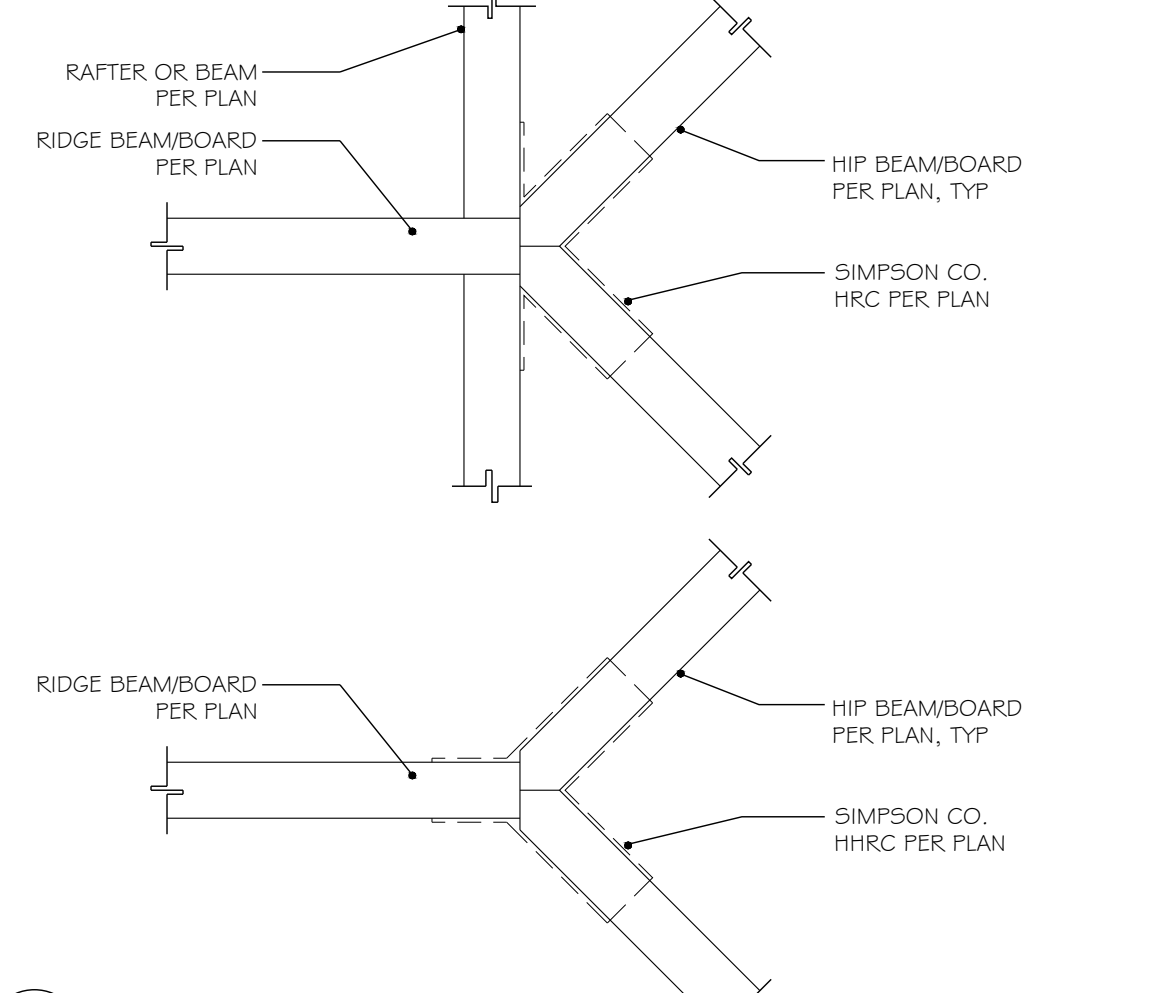 RAFTER OR BEAM
PER PLAN
RIDGE BEAM/BOARD
PER PLAN
HIP BEAM/BOARD
PER PLAN, TYP
SIMPSON CO.
HRC PER PLAN
RIDGE BEAM/BOARD
PER PLAN
HIP BEAM/BOARD
PER PLAN, TYP
SIMPSON CO.
HHRC PER PLAN